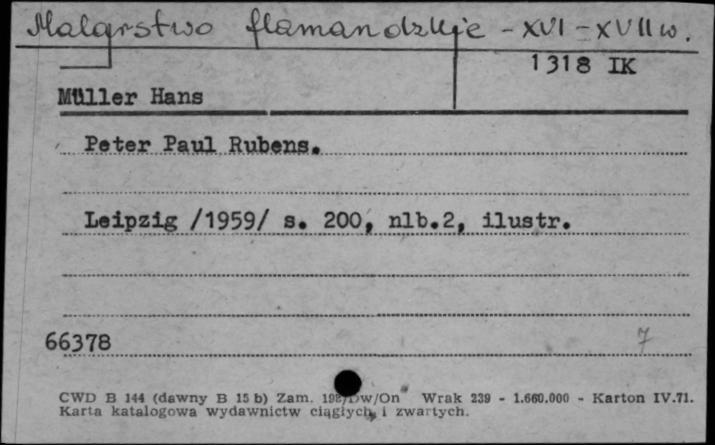 Malarstwo flamandzkie - XVI - XVII w.
1318 IK
Müller Hans
Peter Paul Rubens.
Leipzig /1959/ s. 200, nlb.2, ilustr.
66378
7
CWD B 144 (dawny B 15 b) Zam. Dw/On Wrak 239 - 1.660.000 - Karton IV.71.
Karta katalogowa wydawnictw ciągłych i zwartych.